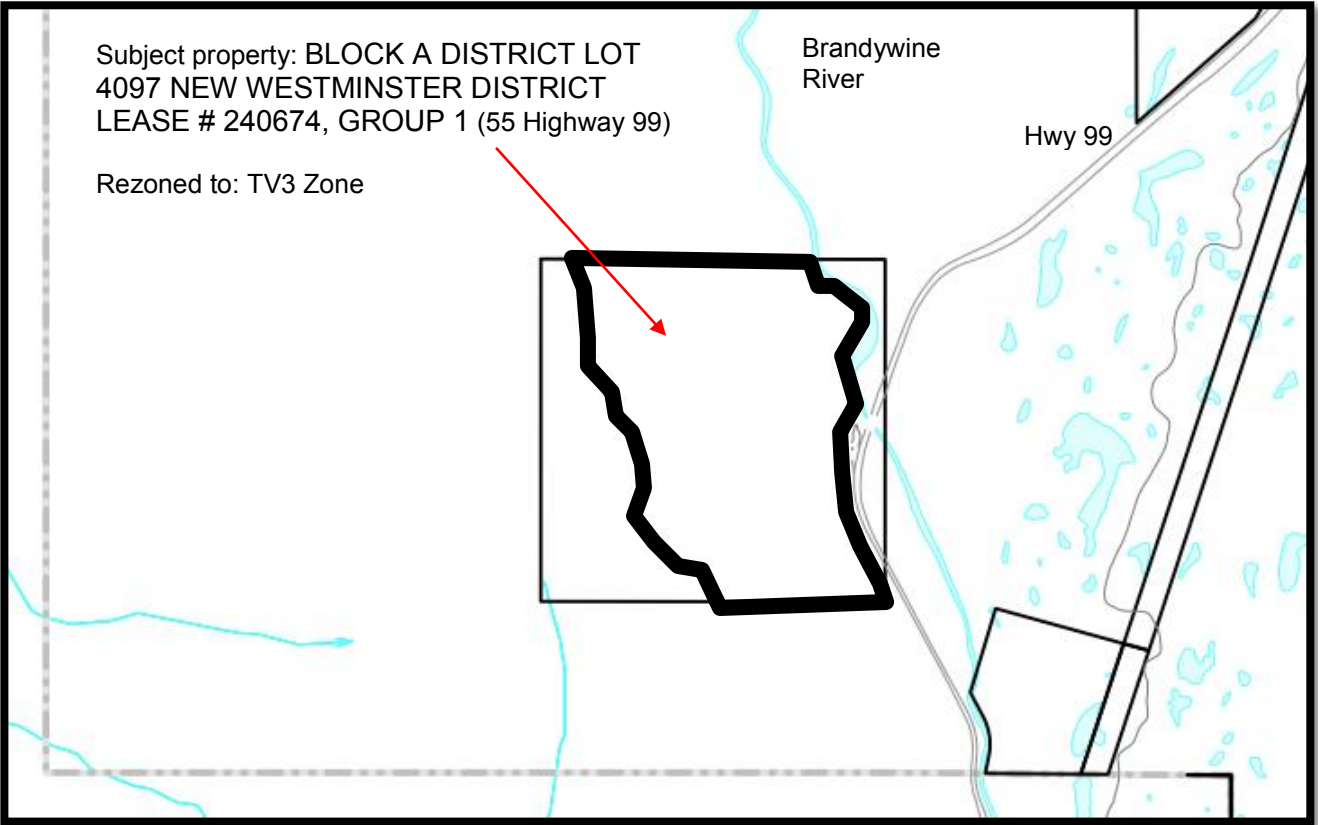 Subject property: BLOCK A DISTRICT LOT
4097 NEW WESTMINSTER DISTRICT
LEASE # 240674, GROUP 1 (55 Highway 99)
Rezoned to: TV3 Zone
Brandywine
River
Hwy 99